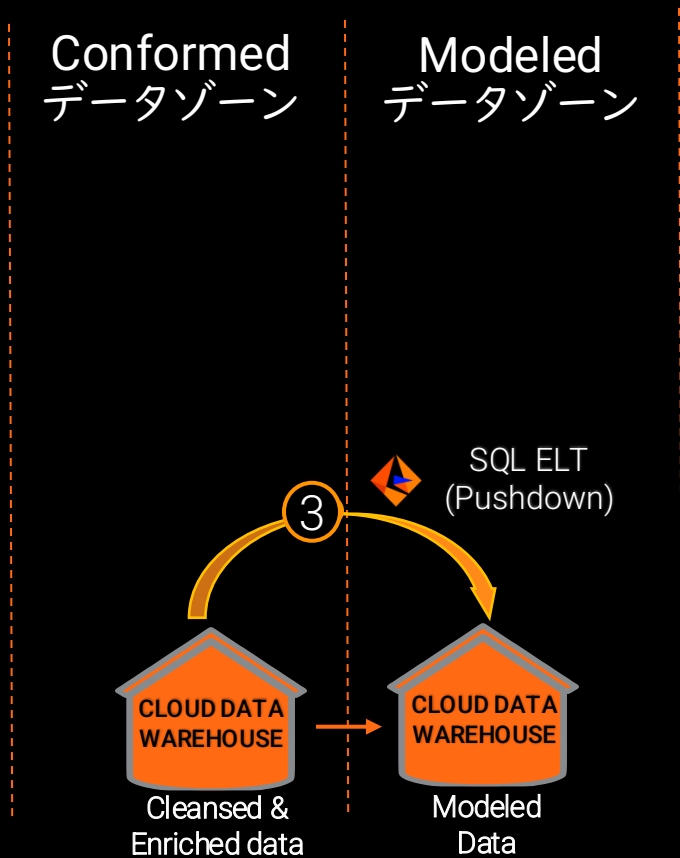 Conformed
データゾーン
Modeled
データゾーン
SQL ELT
(Pushdown)
3
CLOUD DATA
WAREHOUSE
CLOUD DATA
WAREHOUSE
Cleansed &
Enriched data
Modeled
Data